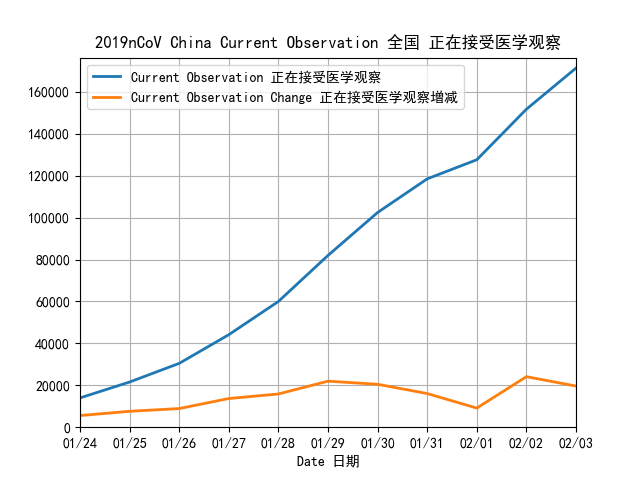 2019nCoV China Current Observation 全国 正在接受医学观察
Current Observation 正在接受医学观察
Current Observation Change 正在接受医学观察增减
160000
140000
120000
100000
80000
60000
40000
20000
0
01/24 01/25 01/26 01/27 01/28 01/29 01/30 01/31 02/01 02/02 02/03
Date 日期